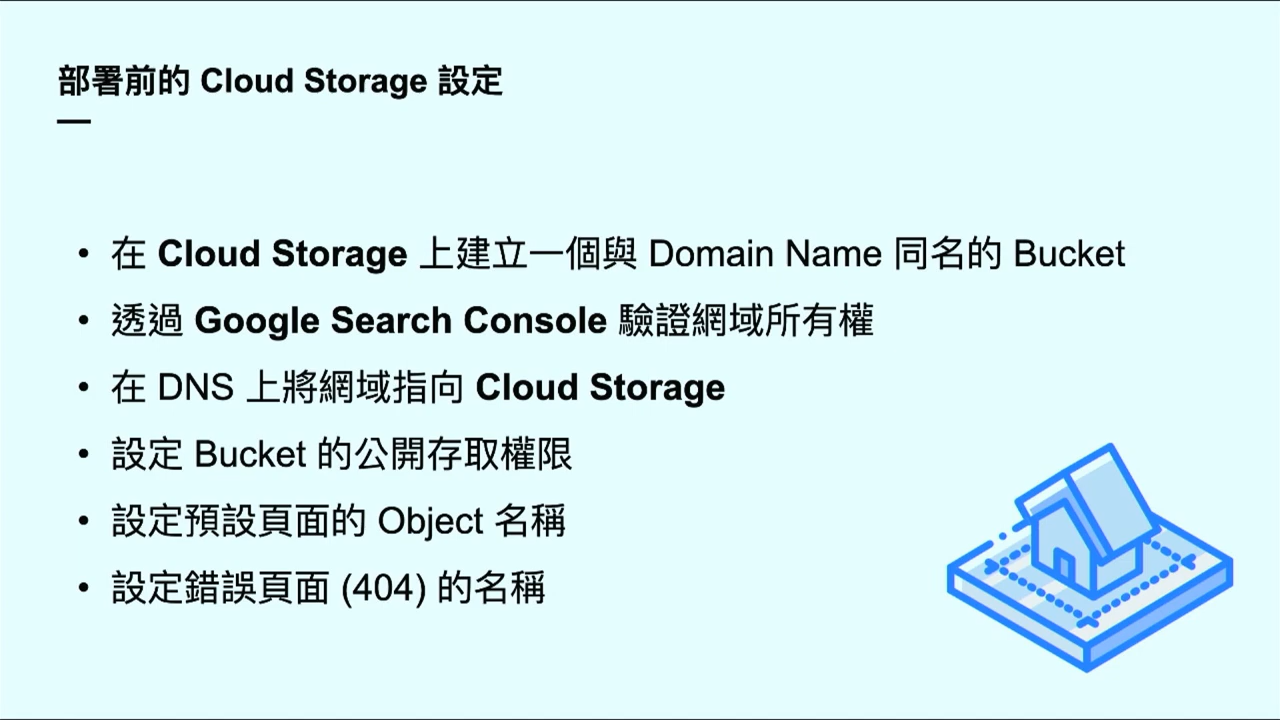 部署前的 Cloud Storage 設定
• 在 Cloud Storage 上建立一個與 Domain Name 同名的 Bucket
• 透過 Google Search Console 驗證網域所有權
• 在 DNS 上將網域指向 Cloud Storage
• 設定 Bucket 的公開存取權限
• 設定預設頁面的 Object 名稱
• 設定錯誤頁面 (404) 的名稱